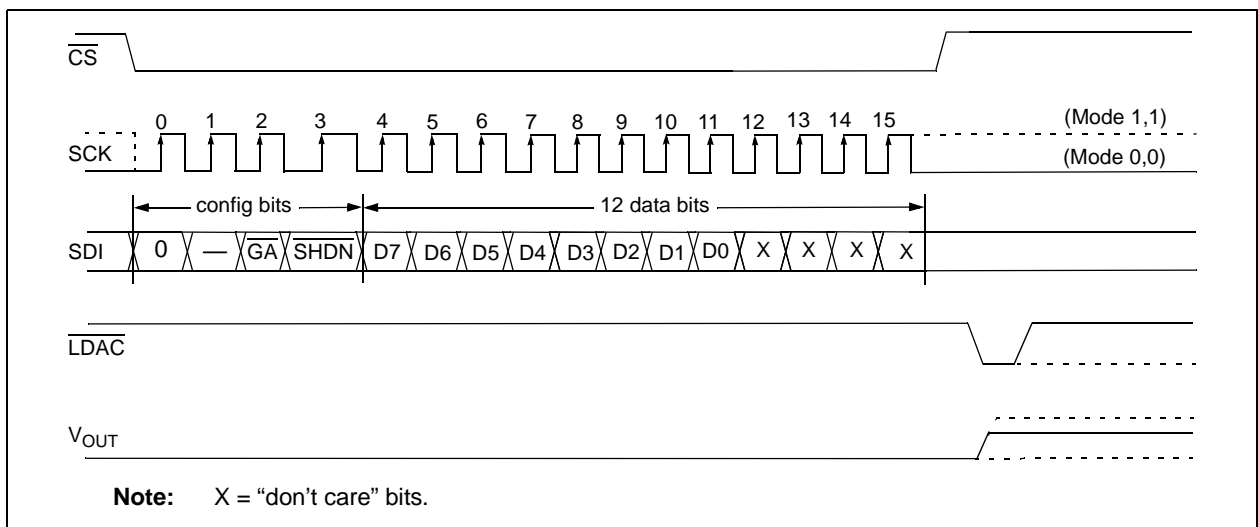 CS
0 1 2 3 4 5 6 7 8 9 10 11 12 13 14 15 (Mode 1,1)
SCK (Mode 0,0)
config bits 12 data bits
SDI 0 — GA SHDN D7 D6 D5 D4 D3 D2 D1 D0 X X X X
LDAC
VOUT
Note: X = “don’t care” bits.